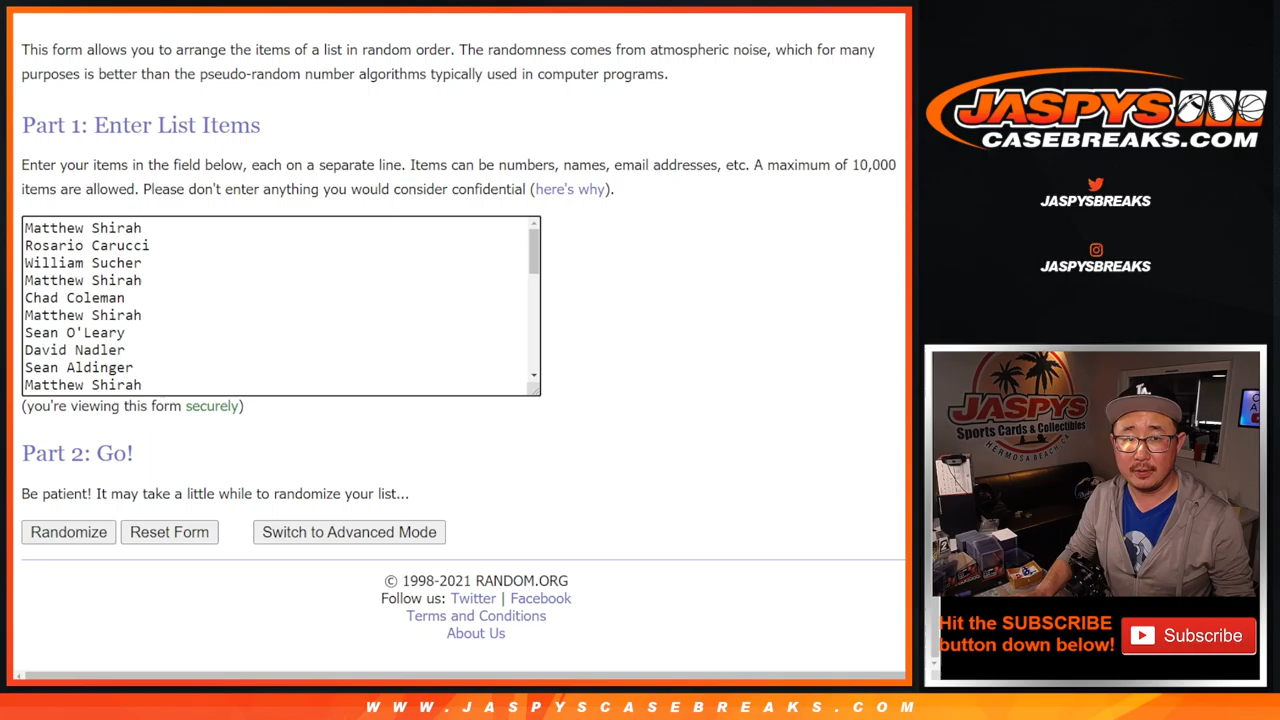 This form allows you to arrange the items of a list in random order. The randomness comes from atmospheric noise, which for many
purposes is better than the pseudo-random number algorithms typically used in computer programs.
Part 1: Enter List Items
Enter your items in the field below, each on a separate line. Items can be numbers, names, email addresses, etc. A maximum of 10,000
items are allowed. Please don't enter anything you would consider confidential (here's why).
Matthew Shirah
Rosario Carucci
William Sucher
Matthew Shirah
Chad Coleman
Matthew Shirah
Sean O'Leary
David Nadler
Sean Aldinger
Matthew Shirah
(you're viewing this form securely)
Part 2: Go!
Be patient! It may take a little while to randomize your list...
Randomize
Reset Form
Switch to Advanced Mode
© 1998-2021 RANDOM.ORG
Follow us: Twitter | Facebook
Terms and Conditions
About Us
JASPYS
CASEBREAKS.COM
JASPYSBREAKS
JASPYSBREAKS
JASPYS
Sports Cards & Collectibles
HERMOSA BEACH, CA
Hit the SUBSCRIBE
button down below!
Subscribe
WWW.JASPYSCASEBREAKS.COM